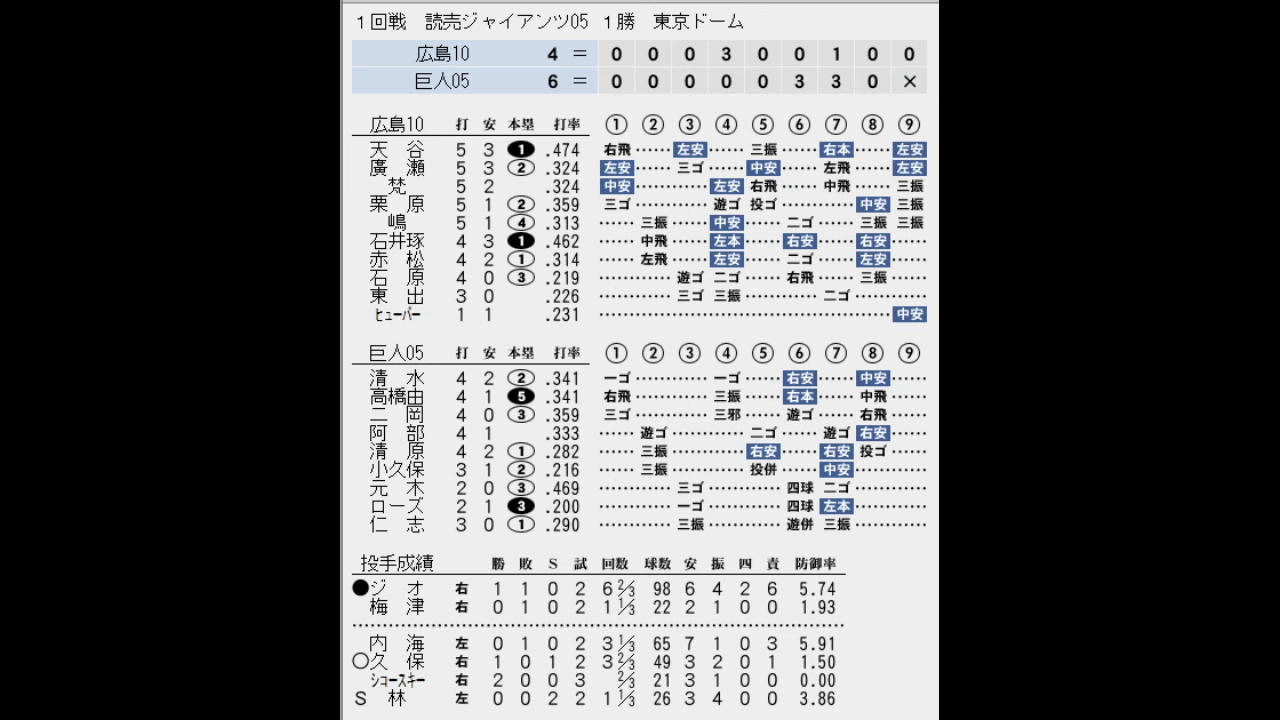 1回戦 読売ジャイアンツ05 1勝 東京ドーム
広島10 4 = 0 0 0 3 0 0 1 0 0
巨人05 6 = 0 0 0 0 0 3 3 0 ×
広島10 打 安 本塁 打率 ① ② ③ ④ ⑤ ⑥ ⑦ ⑧ ⑨
天谷 5 3 ❶ .474 右飛 …… 左安 …… 三振 …… 右本 …… 左安
廣瀬 5 3 ② .324 左安 …… 三ゴ …… 中安 …… 左飛 …… 左安
梵 5 2 .324 中安 ………… 左安 右飛 …… 中飛 …… 三振
栗原 5 1 ② .359 三ゴ ………… 遊ゴ 投ゴ ………… 中安 三振
嶋 5 1 ④ .313 …… 三振 …… 中安 …… 二ゴ …… 三振 三振
石井琢 4 3 ❶ .462 …… 中飛 …… 左本 …… 右安 …… 右安 ……
赤松 4 2 ① .314 …… 左飛 …… 左安 …… 二ゴ …… 左安 ……
石原 4 0 ③ .219 ………… 遊ゴ 二ゴ …… 右飛 …… 三振 ……
東出 3 0 .226 ………… 三ゴ 三振 ………… 二ゴ …………
ヒューバー 1 1 .231 ……………………………………………… 中安
巨人05 打 安 本塁 打率 ① ② ③ ④ ⑤ ⑥ ⑦ ⑧ ⑨
清水 4 2 ② .341 一ゴ ………… 一ゴ …… 右安 …… 中安 ……
高橋由 4 1 ❺ .341 右飛 ………… 三振 …… 右本 …… 中飛 ……
二岡 4 0 ③ .359 三ゴ ………… 三邪 …… 遊ゴ …… 右飛 ……
阿部 4 1 .333 …… 遊ゴ ………… 二ゴ …… 遊ゴ 右安 ……
清原 4 2 ① .282 …… 三振 ………… 右安 …… 右安 投ゴ ……
小久保 3 1 ② .216 …… 三振 ………… 投併 …… 中安 …………
元木 2 0 ③ .469 ………… 三ゴ ………… 四球 二ゴ …………
ローズ 2 1 ❸ .200 ………… 一ゴ ………… 四球 左本 …………
仁志 3 0 ① .290 ………… 三振 ………… 遊併 三振 …………
投手成績 勝 敗 S 試 回数 球数 安 振 四 責 防御率
●ジオ 右 1 1 0 2 6 2/3 98 6 4 2 6 5.74
梅津 右 0 1 0 2 1 1/3 22 2 1 0 0 1.93
内海 左 0 1 0 2 3 1/3 65 7 1 0 3 5.91
○久保 右 1 0 1 2 3 2/3 49 3 2 0 1 1.50
ショースキー 右 2 0 0 3 2/3 21 3 1 0 0 0.00
S 林 左 0 0 2 2 1 1/3 26 3 4 0 0 3.86